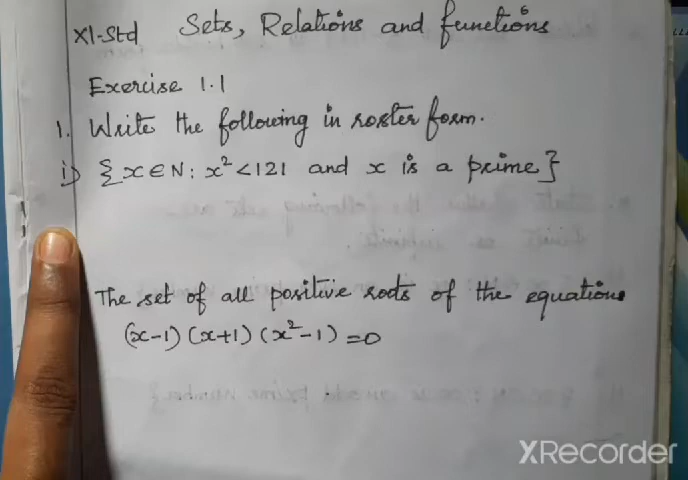 XI-Std Sets, Relations and functions
Exercise 1.1
1. Write the following in roster form.
i) {x ∈ N: x² < 121 and x is a prime}
The set of all positive roots of the equations
(x-1) (x+1) (x²-1) = 0
XRecorder